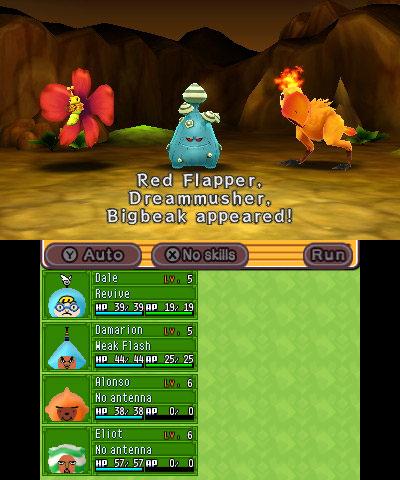 Red Flapper,
Dreammusher,
Bigbeak appeared!
Y Auto X No skills Run
Dale LV. 5
Revive
HP 39/39 AP 19/19
Damarion LV. 5
Weak Flash
HP 44/44 AP 25/25
Alonso LV. 6
No antenna
HP 38/38 AP 0/0
Eliot LV. 6
No antenna
HP 57/57 AP 0/0